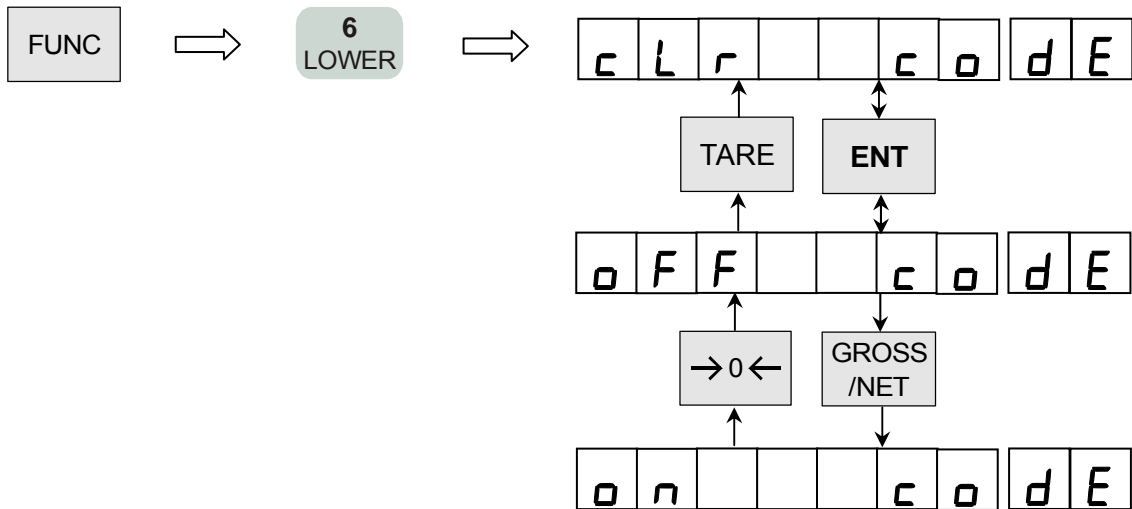 FUNC
6
LOWER
cLr code
TARE
ENT
oFF code
→0←
GROSS
/NET
on code